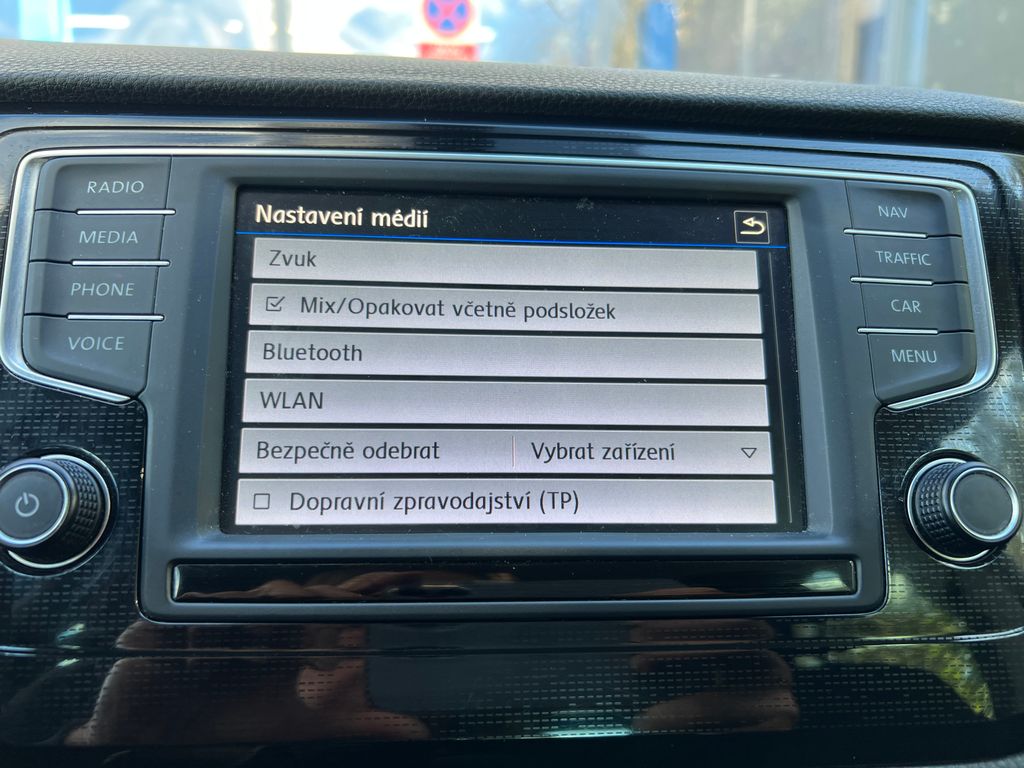 RADIO
MEDIA
PHONE
VOICE
Nastavení médií
Zvuk
Mix/Opakovat včetně podsložek
Bluetooth
WLAN
Bezpečně odebrat Vybrat zařízení
Dopravní zpravodajství (TP)
NAV
TRAFFIC
CAR
MENU